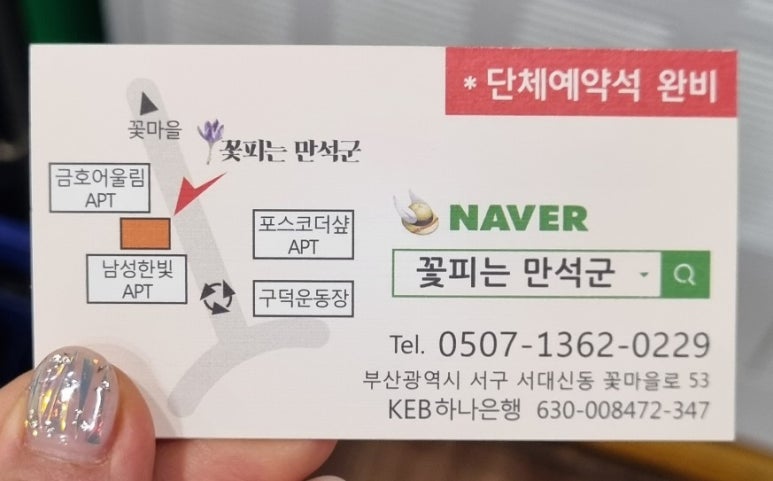 * 단체예약석 완비
꽃마을
꽃피는 만석군
금호어울림
APT
포스코더샾
APT
남성한빛
APT
구덕운동장
NAVER
꽃피는 만석군
Tel. 0507-1362-0229
부산광역시 서구 서대신동 꽃마을로 53
KEB하나은행 630-008472-347